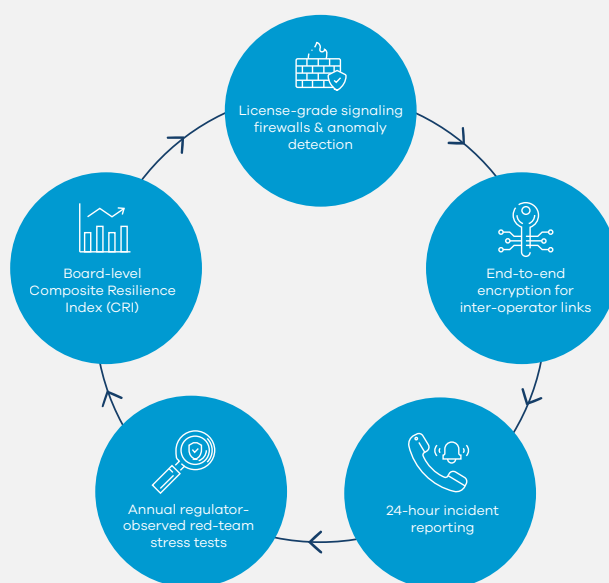 License-grade signaling
firewalls & anomaly
detection
End-to-end
encryption for
inter-operator links
24-hour incident
reporting
Annual regulator-
observed red-team
stress tests
Board-level
Composite Resilience
Index (CRI)